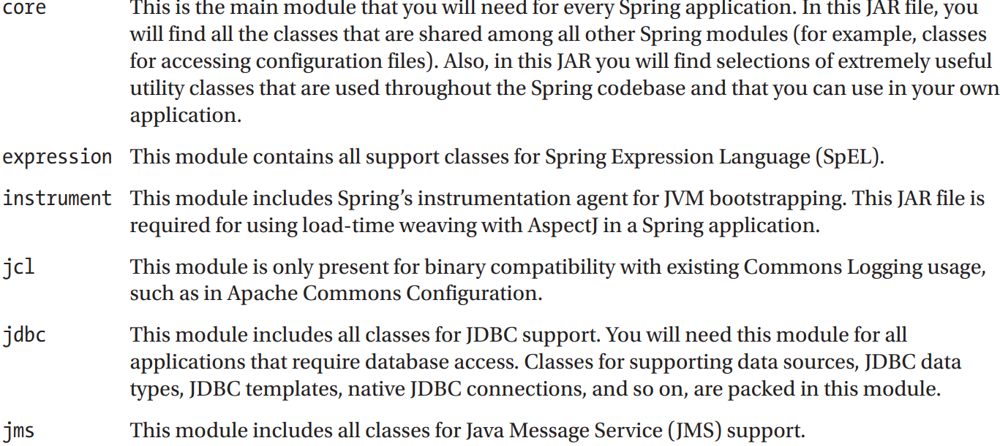 core This is the main module that you will need for every Spring application. In this JAR file, you
will find all the classes that are shared among all other Spring modules (for example, classes
for accessing configuration files). Also, in this JAR you will find selections of extremely useful
utility classes that are used throughout the Spring codebase and that you can use in your own
application.
expression This module contains all support classes for Spring Expression Language (SpEL).
instrument This module includes Spring’s instrumentation agent for JVM bootstrapping. This JAR file is
required for using load-time weaving with AspectJ in a Spring application.
jcl This module is only present for binary compatibility with existing Commons Logging usage,
such as in Apache Commons Configuration.
jdbc This module includes all classes for JDBC support. You will need this module for all
applications that require database access. Classes for supporting data sources, JDBC data
types, JDBC templates, native JDBC connections, and so on, are packed in this module.
jms This module includes all classes for Java Message Service (JMS) support.